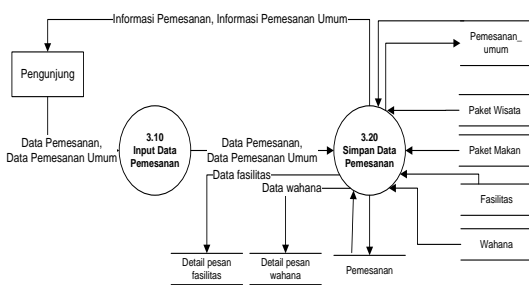 Informasi Pemesanan, Informasi Pemesanan Umum
Pemesanan_
umum
Pengunjung
Paket Wisata
3.10
Input Data
Pemesanan
3.20
Simpan Data
Pemesanan
Data Pemesanan,
Data Pemesanan Umum
Data Pemesanan,
Data Pemesanan Umum
Paket Makan
Data fasilitas
Data wahana
Fasilitas
Wahana
Detail pesan
fasilitas
Detail pesan
wahana
Pemesanan